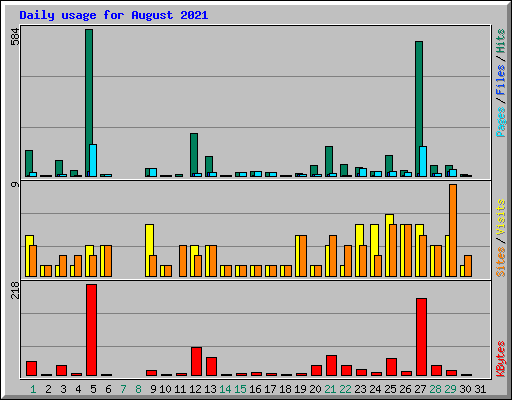 Daily usage for August 2021
584
Pages / Files / Hits
9
Sites / Visits
218
KBytes
1 2 3 4 5 6 7 8 9 10 11 12 13 14 15 16 17 18 19 20 21 22 23 24 25 26 27 28 29 30 31